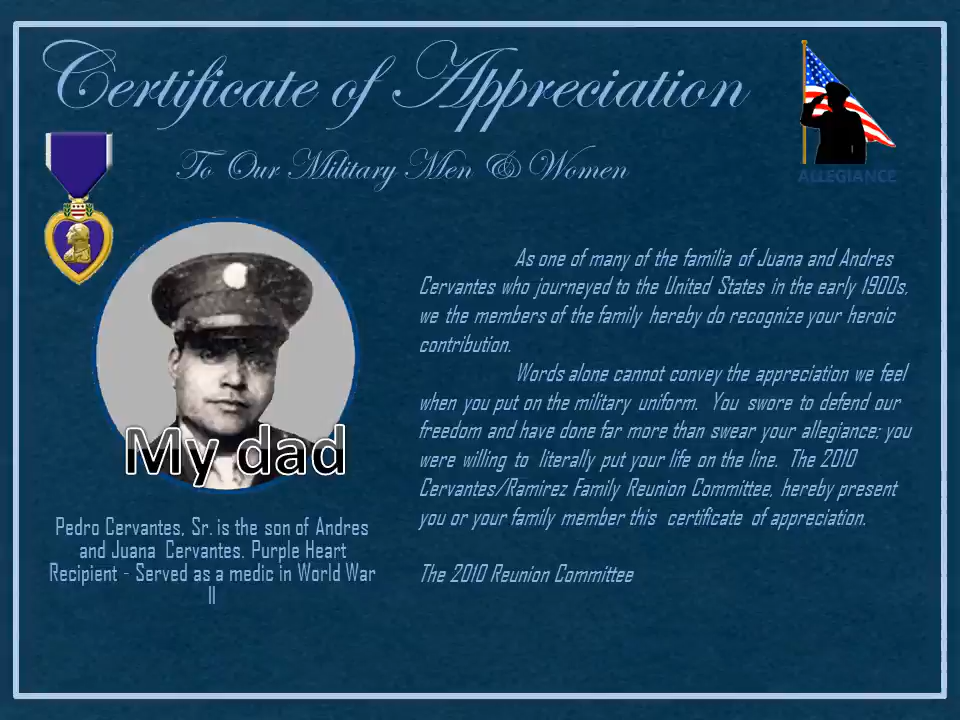 Certificate of Appreciation
To Our Military Men & Women
ALLEGIANCE
My dad
Pedro Cervantes, Sr. is the son of Andres
and Juana Cervantes. Purple Heart
Recipient - Served as a medic in World War
II
As one of many of the familia of Juana and Andres
Cervantes who journeyed to the United States in the early 1900s,
we the members of the family hereby do recognize your heroic
contribution.
Words alone cannot convey the appreciation we feel
when you put on the military uniform. You swore to defend our
freedom and have done far more than swear your allegiance; you
were willing to literally put your life on the line. The 2010
Cervantes/Ramirez Family Reunion Committee, hereby present
you or your family member this certificate of appreciation.
The 2010 Reunion Committee